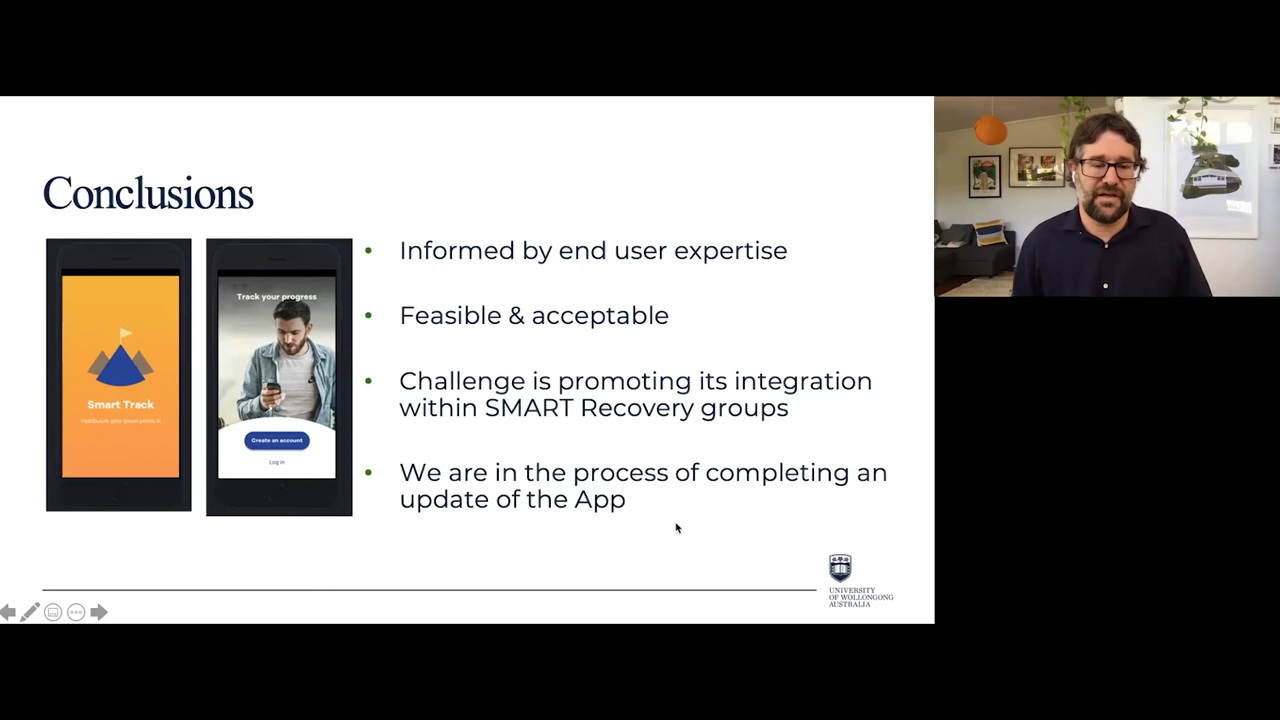 Conclusions
Smart Track
Track your progress
Create an account
Log in
• Informed by end user expertise
• Feasible & acceptable
• Challenge is promoting its integration
within SMART Recovery groups
• We are in the process of completing an
update of the App
UNIVERSITY
OF WOLLONGONG
AUSTRALIA